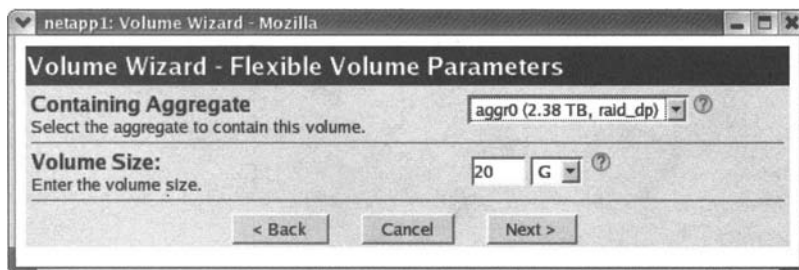 netapp1: Volume Wizard - Mozilla
Volume Wizard - Flexible Volume Parameters
Containing Aggregate
Select the aggregate to contain this volume.
aggr0 (2.38 TB, raid_dp)
?
Volume Size:
Enter the volume size.
20 G
?
< Back Cancel Next >